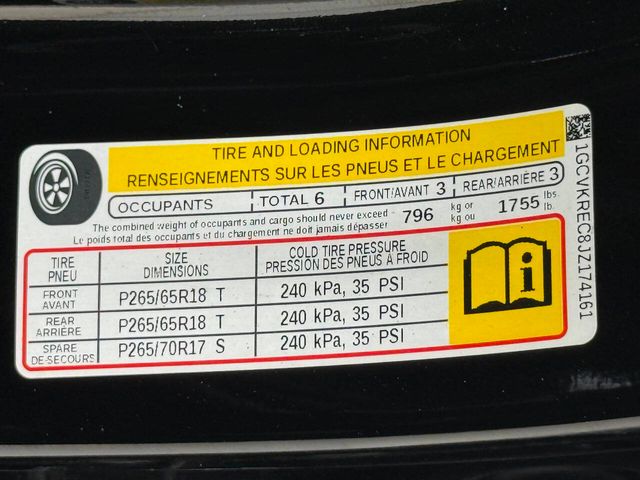 TIRE AND LOADING INFORMATION
RENSEIGNEMENTS SUR LES PNEUS ET LE CHARGEMENT
OCCUPANTS TOTAL 6 FRONT/AVANT 3 REAR/ARRIÈRE 3
The combined weight of occupants and cargo should never exceed - 796 kg or 1755 lbs.
Le poids total des occupants et du chargement ne doit jamais dépasser kg ou lb.
TIRE SIZE COLD TIRE PRESSURE
PNEU DIMENSIONS PRESSION DES PNEUS À FROID
FRONT AVANT P265/65R18 T 240 kPa, 35 PSI
REAR ARRIÈRE P265/65R18 T 240 kPa, 35 PSI
SPARE DE SECOURS P265/70R17 S 240 kPa, 35 PSI
1GCVKREC8JZ174161